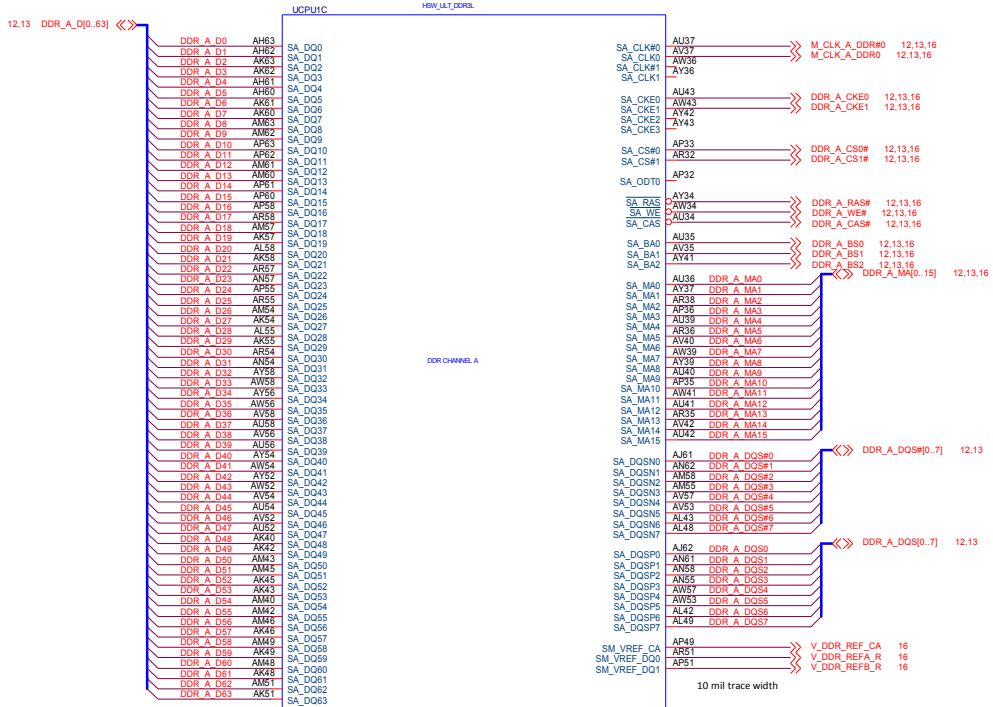 UCPU1C
HSW_ULT_DDR3L
12,13 DDR_A_D[0..63]
DDR_A_D0 AH63 SA_DQ0
DDR_A_D1 AH62 SA_DQ1
DDR_A_D2 AK63 SA_DQ2
DDR_A_D3 AK62 SA_DQ3
DDR_A_D4 AH61 SA_DQ4
DDR_A_D5 AH60 SA_DQ5
DDR_A_D6 AK61 SA_DQ6
DDR_A_D7 AK60 SA_DQ7
DDR_A_D8 AM63 SA_DQ8
DDR_A_D9 AM62 SA_DQ9
DDR_A_D10 AP63 SA_DQ10
DDR_A_D11 AP62 SA_DQ11
DDR_A_D12 AM61 SA_DQ12
DDR_A_D13 AM60 SA_DQ13
DDR_A_D14 AP61 SA_DQ14
DDR_A_D15 AP60 SA_DQ15
DDR_A_D16 AP58 SA_DQ16
DDR_A_D17 AR58 SA_DQ17
DDR_A_D18 AM57 SA_DQ18
DDR_A_D19 AK57 SA_DQ19
DDR_A_D20 AL58 SA_DQ20
DDR_A_D21 AK58 SA_DQ21
DDR_A_D22 AR57 SA_DQ22
DDR_A_D23 AN57 SA_DQ23
DDR_A_D24 AP55 SA_DQ24
DDR_A_D25 AR55 SA_DQ25
DDR_A_D26 AM54 SA_DQ26
DDR_A_D27 AK54 SA_DQ27
DDR_A_D28 AL55 SA_DQ28
DDR_A_D29 AK55 SA_DQ29
DDR_A_D30 AR54 SA_DQ30
DDR_A_D31 AN54 SA_DQ31
DDR_A_D32 AY58 SA_DQ32
DDR_A_D33 AW58 SA_DQ33
DDR_A_D34 AY56 SA_DQ34
DDR_A_D35 AW56 SA_DQ35
DDR_A_D36 AV58 SA_DQ36
DDR_A_D37 AU58 SA_DQ37
DDR_A_D38 AV56 SA_DQ38
DDR_A_D39 AU56 SA_DQ39
DDR_A_D40 AY54 SA_DQ40
DDR_A_D41 AW54 SA_DQ41
DDR_A_D42 AY52 SA_DQ42
DDR_A_D43 AW52 SA_DQ43
DDR_A_D44 AV54 SA_DQ44
DDR_A_D45 AU54 SA_DQ45
DDR_A_D46 AV52 SA_DQ46
DDR_A_D47 AU52 SA_DQ47
DDR_A_D48 AK40 SA_DQ48
DDR_A_D49 AK42 SA_DQ49
DDR_A_D50 AM43 SA_DQ50
DDR_A_D51 AM45 SA_DQ51
DDR_A_D52 AK45 SA_DQ52
DDR_A_D53 AK43 SA_DQ53
DDR_A_D54 AM40 SA_DQ54
DDR_A_D55 AM42 SA_DQ55
DDR_A_D56 AM46 SA_DQ56
DDR_A_D57 AK46 SA_DQ57
DDR_A_D58 AM49 SA_DQ58
DDR_A_D59 AK49 SA_DQ59
DDR_A_D60 AM48 SA_DQ60
DDR_A_D61 AK48 SA_DQ61
DDR_A_D62 AM51 SA_DQ62
DDR_A_D63 AK51 SA_DQ63
DDR CHANNEL A
SA_CLK#0 AU37 M_CLK_A_DDR#0 12,13,16
SA_CLK0 AV37 M_CLK_A_DDR0 12,13,16
SA_CLK#1 AW36
SA_CLK1 AY36
SA_CKE0 AU43 DDR_A_CKE0 12,13,16
SA_CKE1 AW43 DDR_A_CKE1 12,13,16
SA_CKE2 AY42
SA_CKE3 AY43
SA_CS#0 AP33 DDR_A_CS0# 12,13,16
SA_CS#1 AR32 DDR_A_CS1# 12,13,16
SA_ODT0 AP32
SA_RAS AY34 DDR_A_RAS# 12,13,16
SA_WE AW34 DDR_A_WE# 12,13,16
SA_CAS AU34 DDR_A_CAS# 12,13,16
SA_BA0 AU35 DDR_A_BS0 12,13,16
SA_BA1 AV35 DDR_A_BS1 12,13,16
SA_BA2 AY41 DDR_A_BS2 12,13,16
DDR_A_MA[0..15] 12,13,16
SA_MA0 AU36 DDR_A_MA0
SA_MA1 AY37 DDR_A_MA1
SA_MA2 AR38 DDR_A_MA2
SA_MA3 AP36 DDR_A_MA3
SA_MA4 AU39 DDR_A_MA4
SA_MA5 AR36 DDR_A_MA5
SA_MA6 AV40 DDR_A_MA6
SA_MA7 AW39 DDR_A_MA7
SA_MA8 AY39 DDR_A_MA8
SA_MA9 AU40 DDR_A_MA9
SA_MA10 AP35 DDR_A_MA10
SA_MA11 AW41 DDR_A_MA11
SA_MA12 AU41 DDR_A_MA12
SA_MA13 AR35 DDR_A_MA13
SA_MA14 AV42 DDR_A_MA14
SA_MA15 AU42 DDR_A_MA15
DDR_A_DQS#[0..7] 12,13
SA_DQSN0 AJ61 DDR_A_DQS#0
SA_DQSN1 AN62 DDR_A_DQS#1
SA_DQSN2 AM58 DDR_A_DQS#2
SA_DQSN3 AM55 DDR_A_DQS#3
SA_DQSN4 AV57 DDR_A_DQS#4
SA_DQSN5 AV53 DDR_A_DQS#5
SA_DQSN6 AL43 DDR_A_DQS#6
SA_DQSN7 AL48 DDR_A_DQS#7
DDR_A_DQS[0..7] 12,13
SA_DQSP0 AJ62 DDR_A_DQS0
SA_DQSP1 AN61 DDR_A_DQS1
SA_DQSP2 AN58 DDR_A_DQS2
SA_DQSP3 AN55 DDR_A_DQS3
SA_DQSP4 AW57 DDR_A_DQS4
SA_DQSP5 AW53 DDR_A_DQS5
SA_DQSP6 AL42 DDR_A_DQS6
SA_DQSP7 AL49 DDR_A_DQS7
SM_VREF_CA AP49 V_DDR_REF_CA 16
SM_VREF_DQ0 AR51 V_DDR_REFA_R 16
SM_VREF_DQ1 AP51 V_DDR_REFB_R 16
10 mil trace width